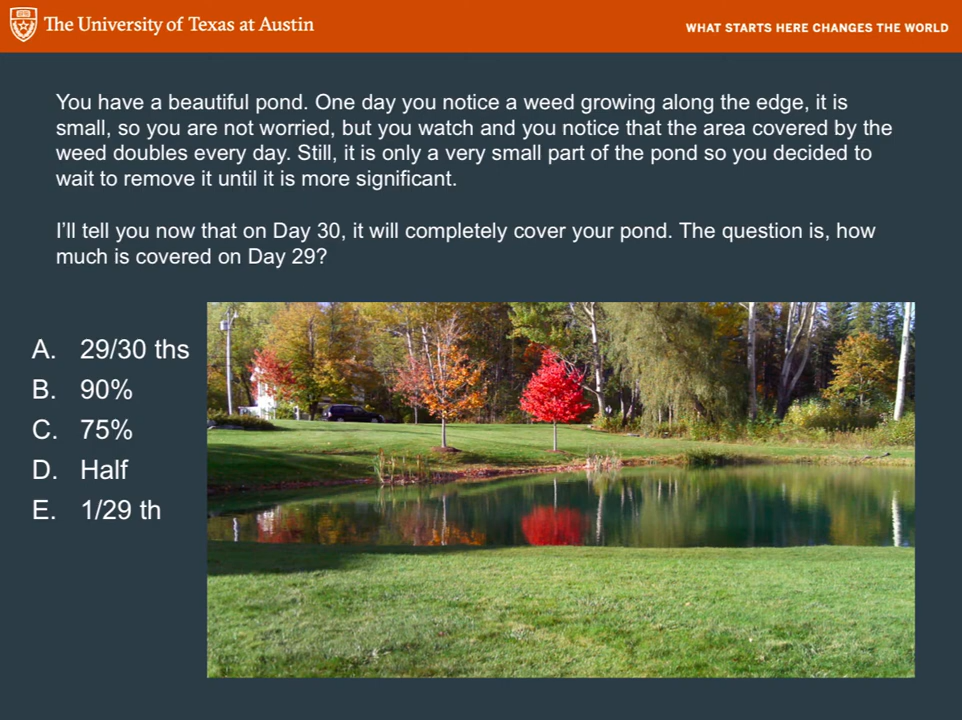 The University of Texas at Austin
WHAT STARTS HERE CHANGES THE WORLD
You have a beautiful pond. One day you notice a weed growing along the edge, it is
small, so you are not worried, but you watch and you notice that the area covered by the
weed doubles every day. Still, it is only a very small part of the pond so you decided to
wait to remove it until it is more significant.
I'll tell you now that on Day 30, it will completely cover your pond. The question is, how
much is covered on Day 29?
A. 29/30 ths
B. 90%
C. 75%
D. Half
E. 1/29 th